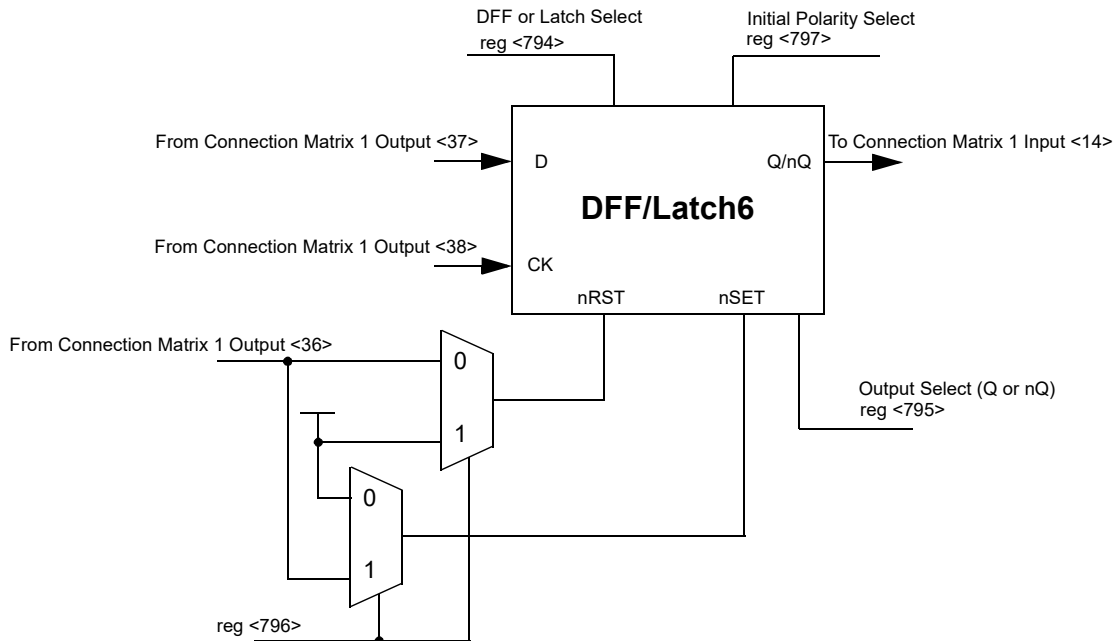 DFF or Latch Select
reg <794>
Initial Polarity Select
reg <797>
From Connection Matrix 1 Output <37>
D
Q/nQ
To Connection Matrix 1 Input <14>
DFF/Latch6
From Connection Matrix 1 Output <38>
CK
nRST
nSET
From Connection Matrix 1 Output <36>
0
1
Output Select (Q or nQ)
reg <795>
0
1
reg <796>